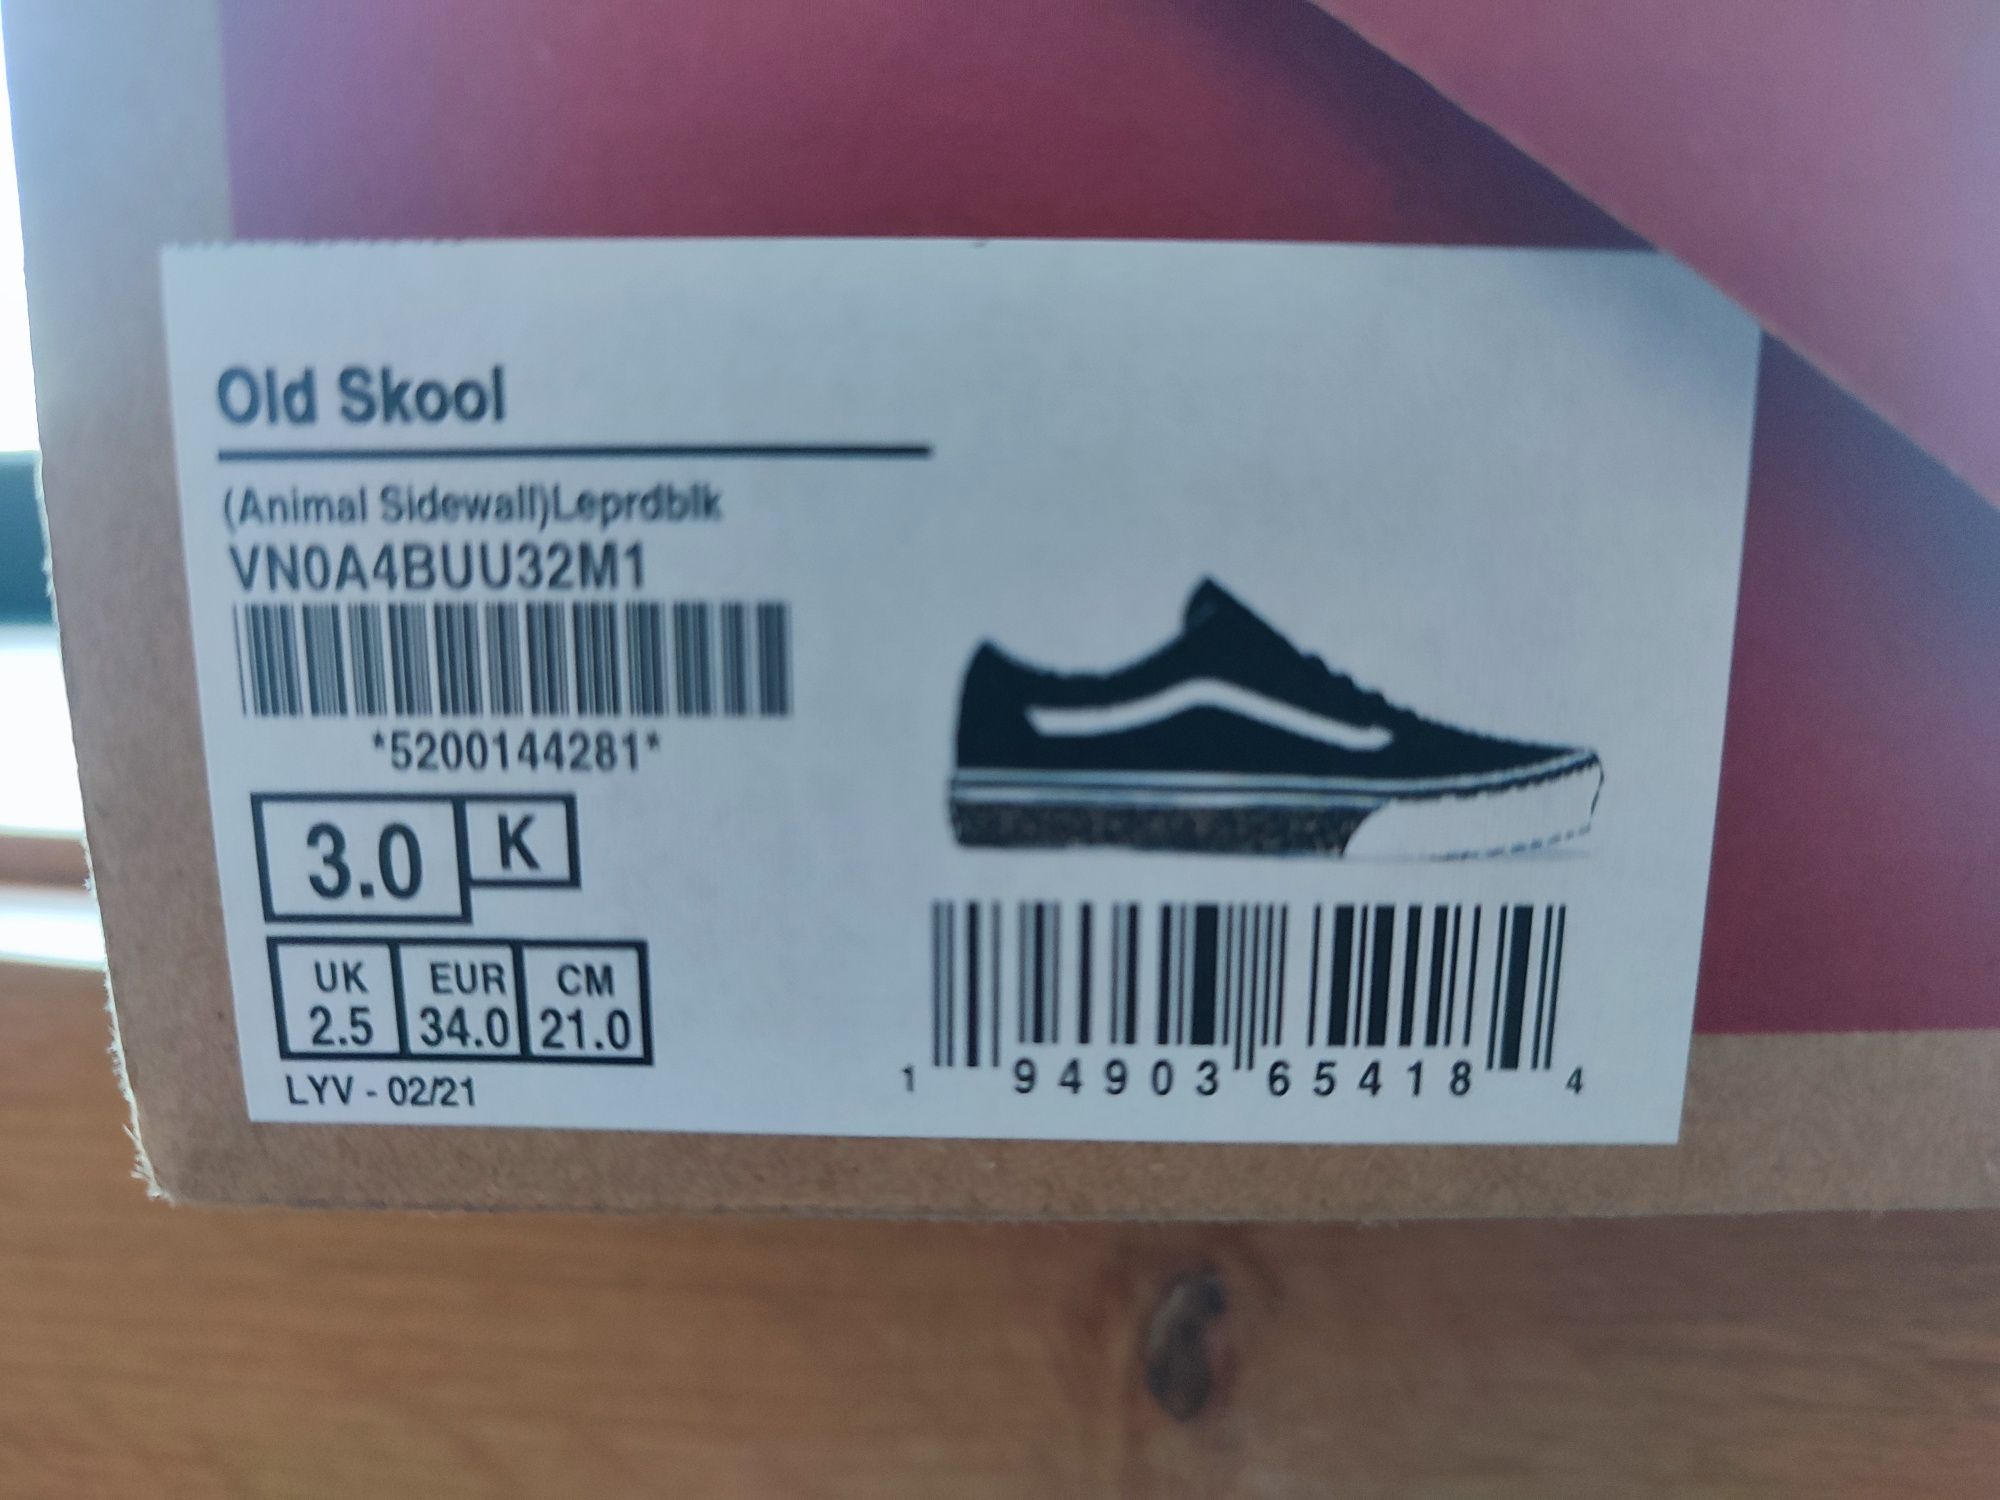 Old Skool
(Animal Sidewall)Leprdblk
VN0A4BUU32M1
*5200144281*
3.0 K
UK EUR CM
2.5 34.0 21.0
LYV - 02/21
1 94903 65418 4